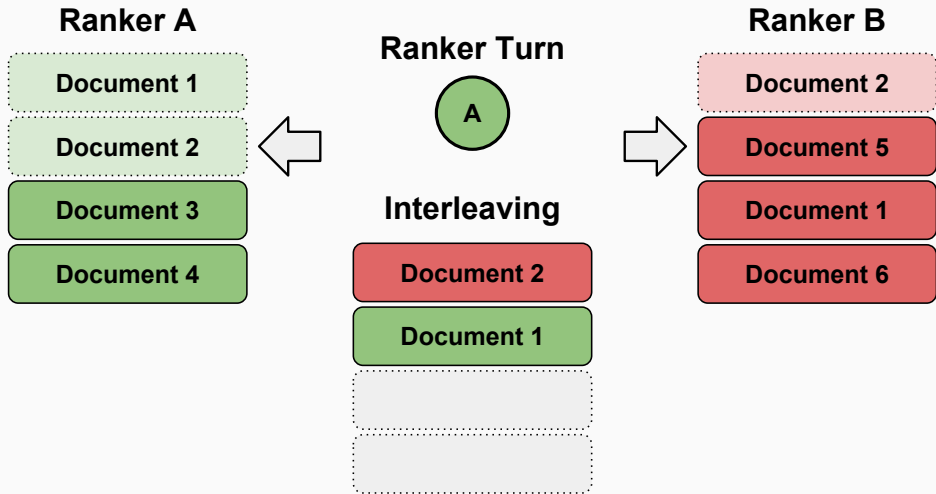 Ranker A
Document 1
Document 2
Document 3
Document 4
Ranker Turn
A
Interleaving
Document 2
Document 1
Ranker B
Document 2
Document 5
Document 1
Document 6